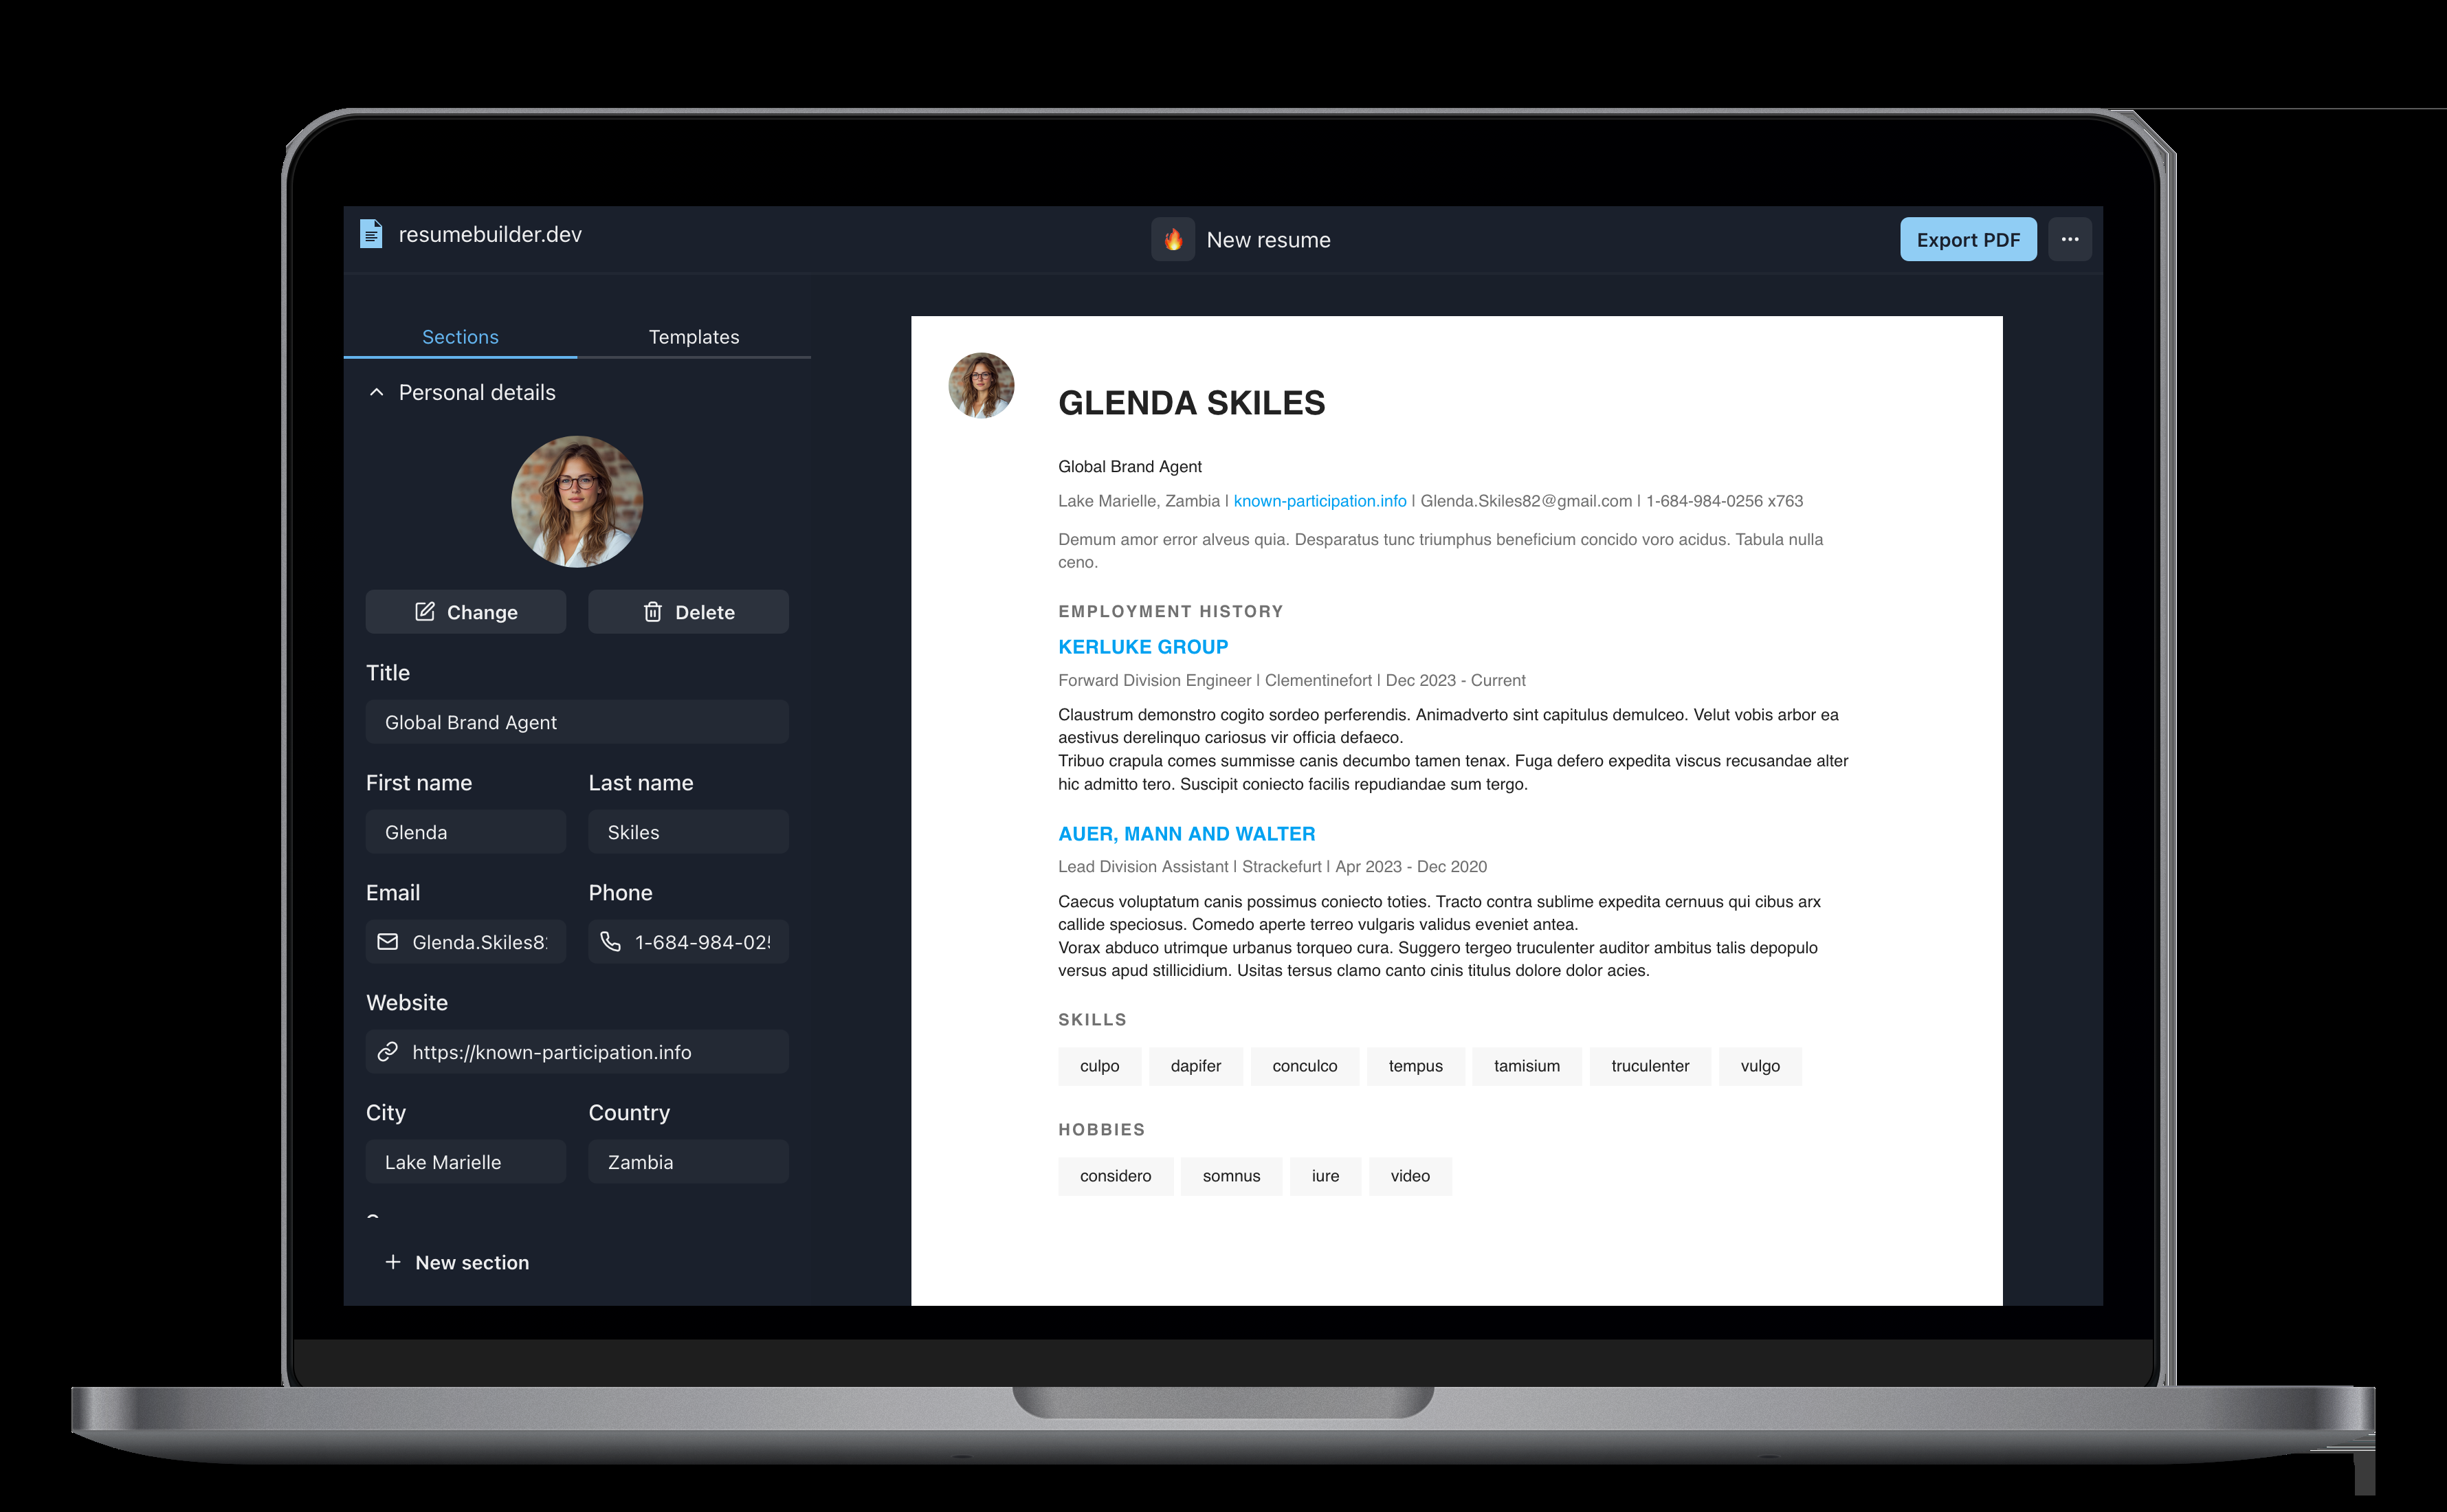 resumebuilder.dev
New resume
Export PDF
Sections
Templates
Personal details
Change
Delete
Title
Global Brand Agent
First name
Last name
Glenda
Skiles
Email
Phone
Glenda.Skiles8
1-684-984-02
Website
https://known-participation.info
City
Country
Lake Marielle
Zambia
New section
GLENDA SKILES
Global Brand Agent
Lake Marielle, Zambia | known-participation.info | Glenda.Skiles82@gmail.com | 1-684-984-0256 x763
Demum amor error alveus quia. Desparatus tunc triumphus beneficium concido voro acidus. Tabula nulla
ceno.
EMPLOYMENT HISTORY
KERLUKE GROUP
Forward Division Engineer | Clementinefort | Dec 2023 - Current
Claustrum demonstro cogito sordeo perferendis. Animadverto sint capitulus demulceo. Velut vobis arbor ea
aestivus derelinquo cariosus vir officia defaeco.
Tribuo crapula comes summisse canis decumbo tamen tenax. Fuga defero expedita viscus recusandae alter
hic admitto tero. Suscipit coniecto facilis repudiandae sum tergo.
AUER, MANN AND WALTER
Lead Division Assistant | Strackefurt | Apr 2023 - Dec 2020
Caecus voluptatum canis possimus coniecto toties. Tracto contra sublime expedita cernuus qui cibus arx
callide speciosus. Comedo aperte terreo vulgaris validus eveniet antea.
Vorax abduco utrimque urbanus torqueo cura. Suggero tergeo truculenter auditor ambitus talis depopulo
versus apud stillicidium. Usitas tersus clamo canto cinis titulus dolore dolor acies.
SKILLS
culpo dapifer conculco tempus tamisium truculenter vulgo
HOBBIES
considero somnus iure video